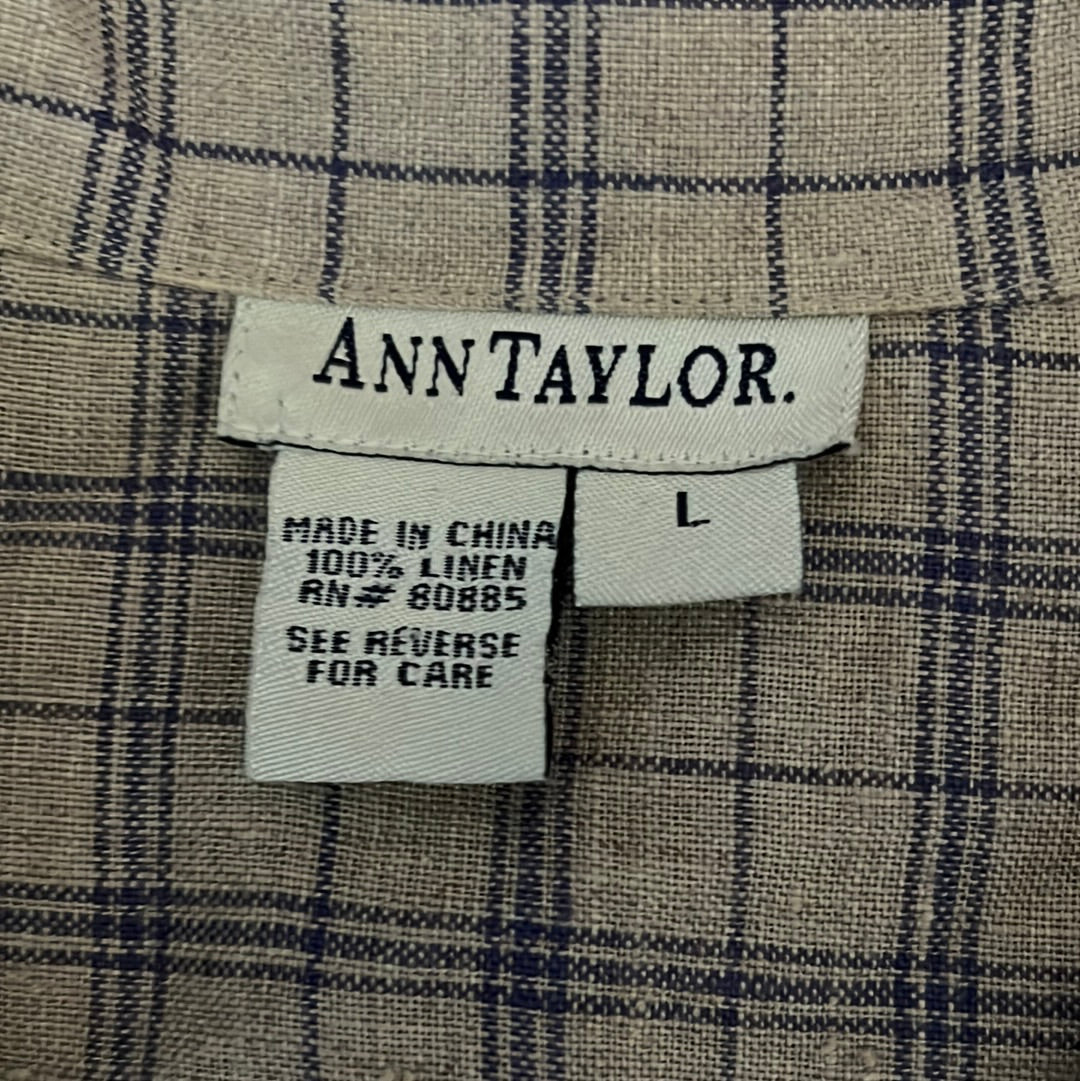 ANN TAYLOR.
L
MADE IN CHINA
100% LINEN
RN# 80885
SEE REVERSE
FOR CARE